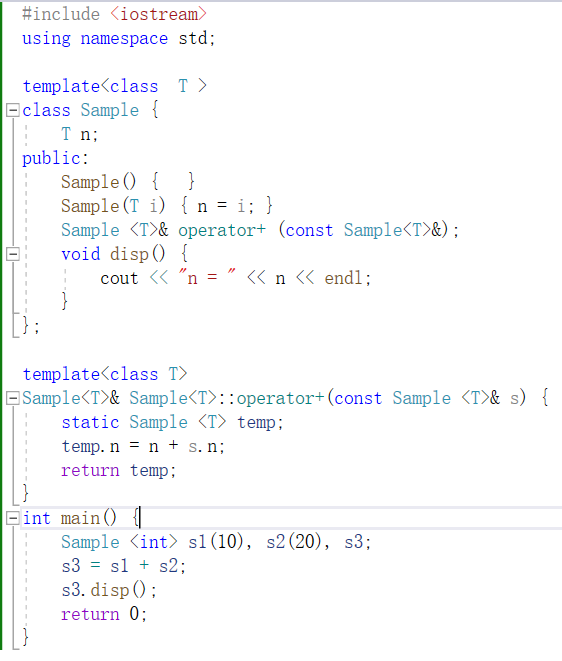 #include <iostream>
using namespace std;
template<class  T >
class Sample {
T n;
public:
Sample() {   }
Sample(T i) { n = i; }
Sample <T>& operator+ (const Sample<T>&);
void disp() {
cout << "n = " << n << endl;
}
};
template<class T>
Sample<T>& Sample<T>::operator+(const Sample <T>& s) {
static Sample <T> temp;
temp.n = n + s.n;
return temp;
}
int main() {
Sample <int> s1(10), s2(20), s3;
s3 = s1 + s2;
s3.disp();
return 0;
}